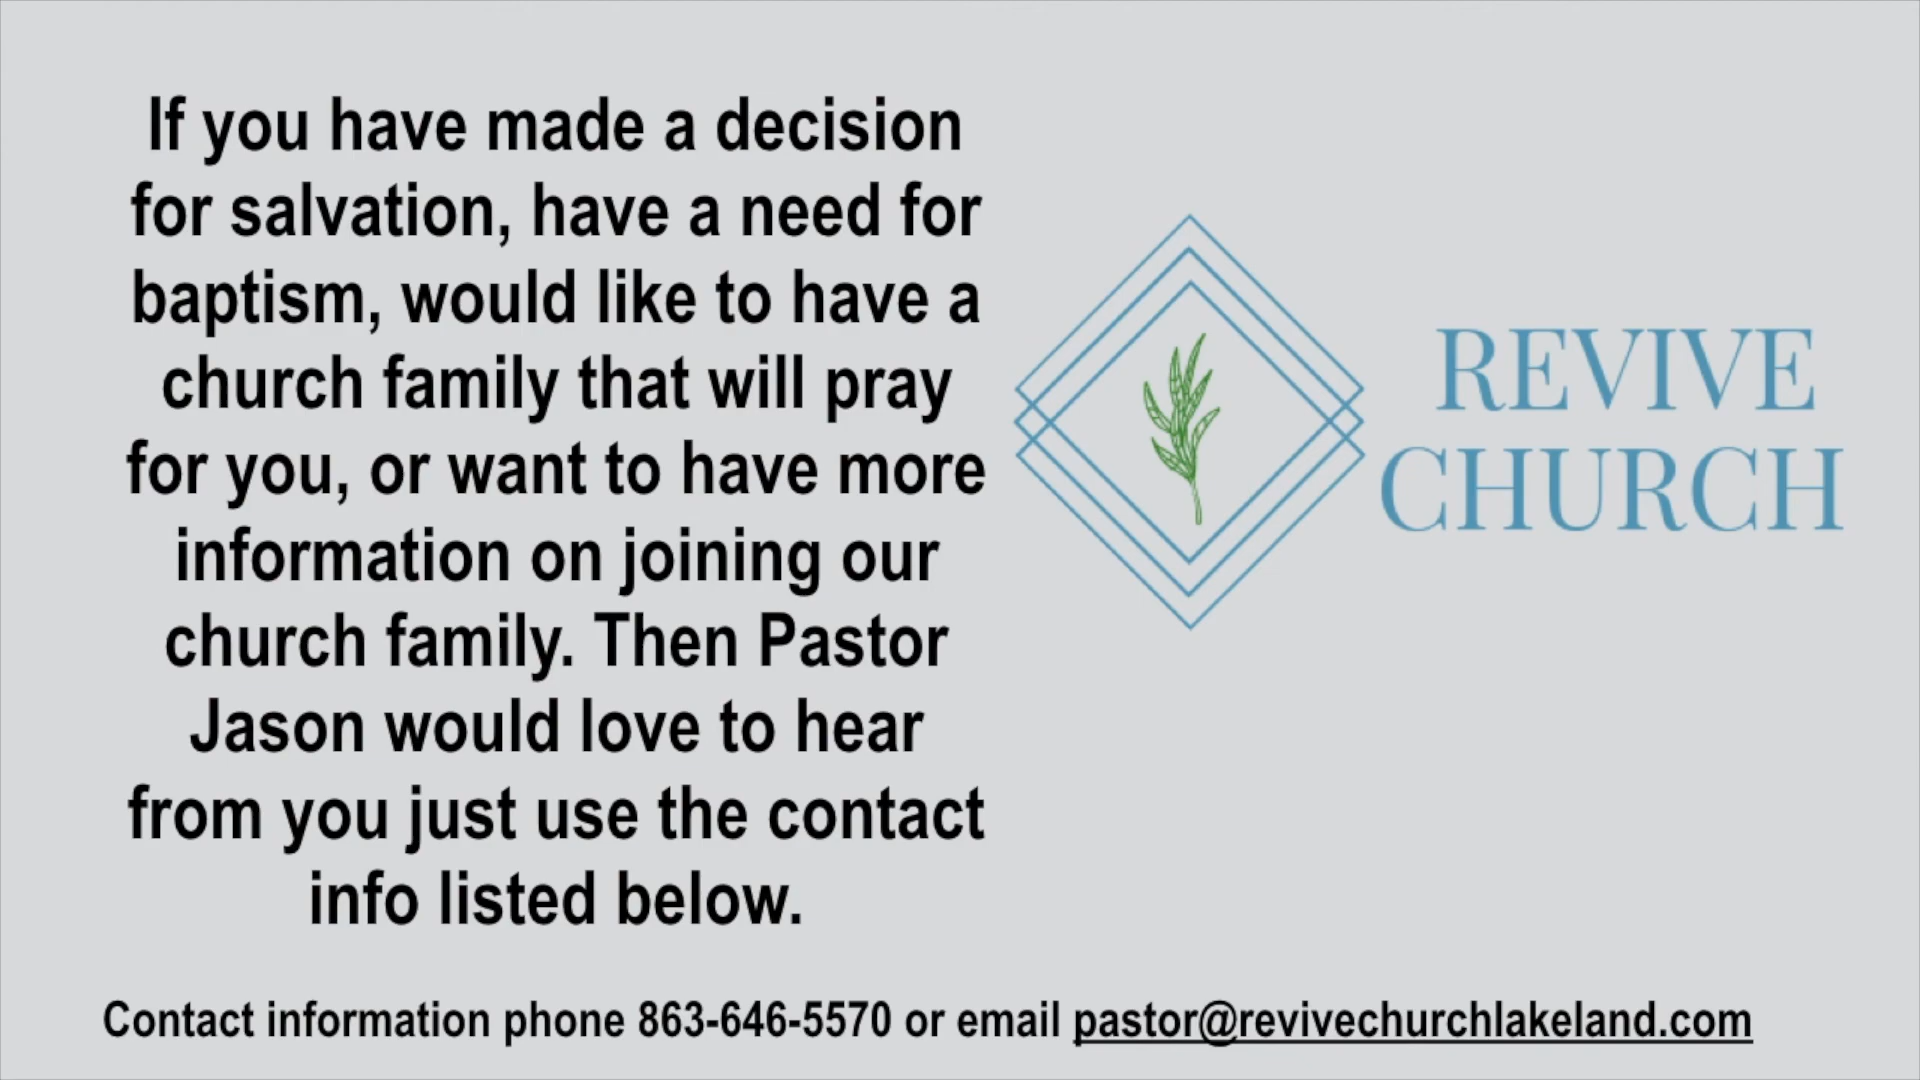 If you have made a decision
for salvation, have a need for
baptism, would like to have a
church family that will pray
for you, or want to have more
information on joining our
church family. Then Pastor
Jason would love to hear
from you just use the contact
info listed below.
REVIVE
CHURCH
Contact information phone 863-646-5570 or email pastor@revivechurchlakeland.com